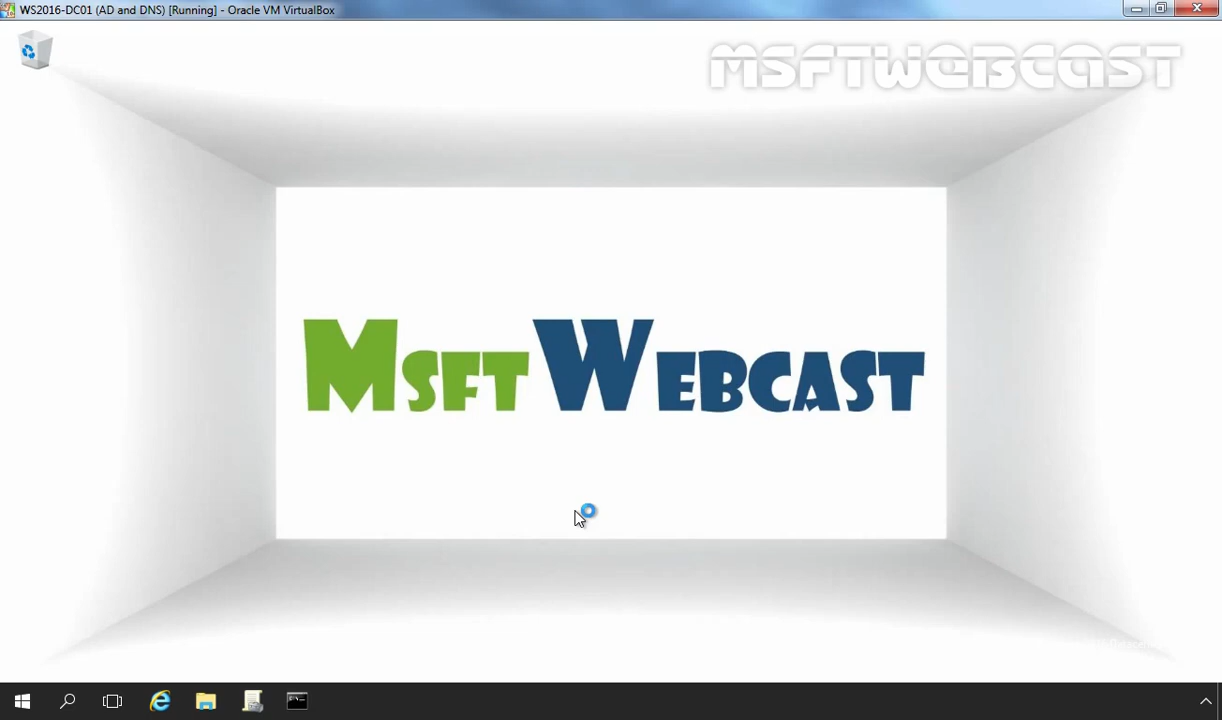 WS2016-DC01 (AD and DNS) [Running] - Oracle VM VirtualBox
MSFTWEBCAST
MSFTWEBCAST